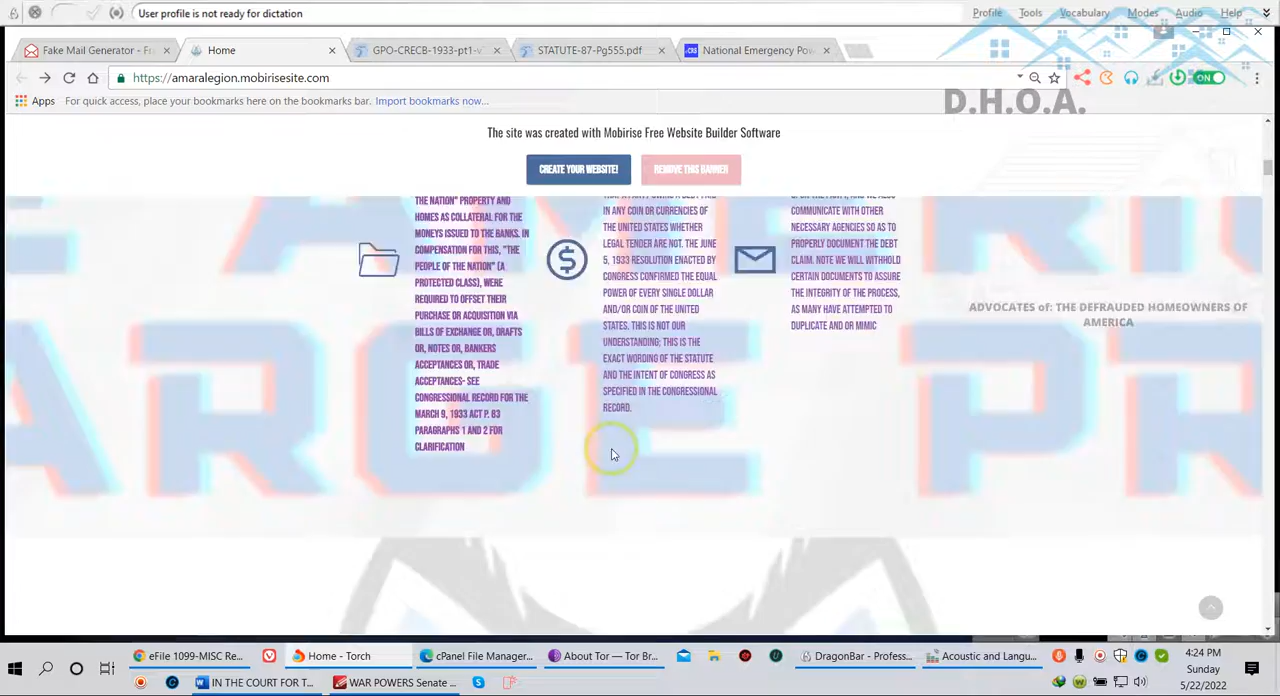 User profile is not ready for dictation
Profile Tools Vocabulary Modes Audio Help
Fake Mail Generator - F
Home
GPO-CRECB-1933-pt1-v
STATUTE-87-Pg555.pdf
National Emergency Pow
https://amaralegion.mobirisesite.com
ON
Apps For quick access, place your bookmarks here on the bookmarks bar. Import bookmarks now...
D.H.O.A.
The site was created with Mobirise Free Website Builder Software
CREATE YOUR WEBSITE!
REMOVE THIS BANNER
THE NATION" PROPERTY AND
HOMES AS COLLATERAL FOR THE
MONEYS ISSUED TO THE BANKS. IN
COMPENSATION FOR THIS, "THE
PEOPLE OF THE NATION" (A
PROTECTED CLASS), WERE
REQUIRED TO OFFSET THEIR
PURCHASE OR ACQUISITION VIA
BILLS OF EXCHANGE OR, DRAFTS
OR, NOTES OR, BANKERS
ACCEPTANCES OR, TRADE
ACCEPTANCES- SEE
CONGRESSIONAL RECORD FOR THE
MARCH 9, 1933 ACT P. 83
PARAGRAPHS 1 AND 2 FOR
CLARIFICATION
IN ANY COIN OR CURRENCIES OF
THE UNITED STATES WHETHER
LEGAL TENDER ARE NOT. THE JUNE
5, 1933 RESOLUTION ENACTED BY
CONGRESS CONFIRMED THE EQUAL
POWER OF EVERY SINGLE DOLLAR
AND/OR COIN OF THE UNITED
STATES. THIS IS NOT OUR
UNDERSTANDING; THIS IS THE
EXACT WORDING OF THE STATUTE
AND THE INTENT OF CONGRESS AS
SPECIFIED IN THE CONGRESSIONAL
RECORD.
COMMUNICATE WITH OTHER
NECESSARY AGENCIES SO AS TO
PROPERLY DOCUMENT THE DEBT
CLAIM. NOTE WE WILL WITHHOLD
CERTAIN DOCUMENTS TO ASSURE
THE INTEGRITY OF THE PROCESS,
AS MANY HAVE ATTEMPTED TO
DUPLICATE AND OR MIMIC
ADVOCATES of: THE DEFRAUDED HOMEOWNERS OF
AMERICA
ARGE PR
eFile 1099-MISC Re...
Home - Torch
cPanel File Manager...
About Tor — Tor Br...
DragonBar - Profess...
Acoustic and Langu...
IN THE COURT FOR T...
WAR POWERS Senate ...
4:24 PM
Sunday
5/22/2022